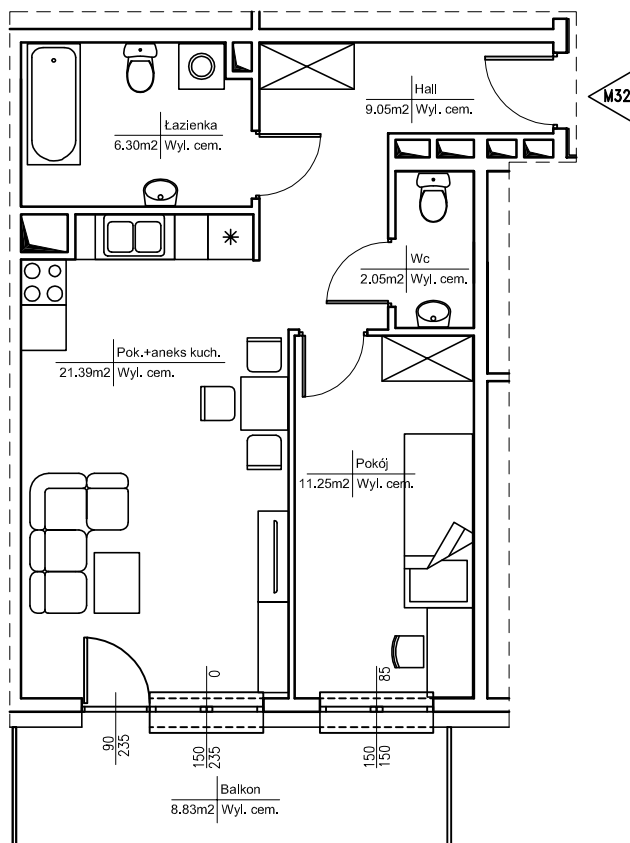 Hall
9.05m2 Wyl. cem.
M32
Łazienka
6.30m2 Wyl. cem.
Wc
2.05m2 Wyl. cem.
Pok.+aneks kuch.
21.39m2 Wyl. cem.
Pokój
11.25m2 Wyl. cem.
90
235
150
235
0
150
150
85
Balkon
8.83m2 Wyl. cem.